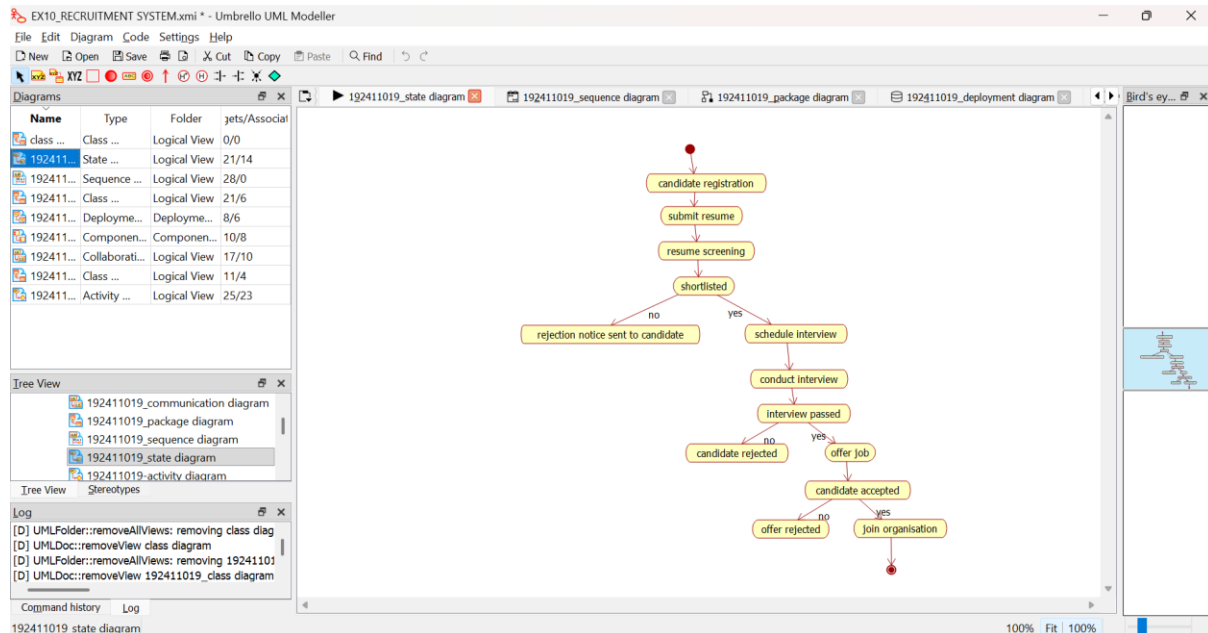 EX10_RECRUITMENT SYSTEM.xmi * - Umbrello UML Modeller
File Edit Diagram Code Settings Help
New Open Save Cut Copy Paste Find
XYZ XYZ ABC H* H
Diagrams
Name Type Folder gets/Associat
class ... Class ... Logical View 0/0
192411... State ... Logical View 21/14
192411... Sequence ... Logical View 28/0
192411... Class ... Logical View 21/6
192411... Deployme... Deployme... 8/6
192411... Componen... Componen... 10/8
192411... Collaborati... Logical View 17/10
192411... Class ... Logical View 11/4
192411... Activity ... Logical View 25/23
Tree View
192411019_communication diagram
192411019_package diagram
192411019_sequence diagram
192411019_state diagram
192411019-activity diagram
Tree View Stereotypes
Log
[D] UMLFolder::removeAllViews: removing class diag
[D] UMLDoc::removeView class diagram
[D] UMLFolder::removeAllViews: removing 19241101
[D] UMLDoc::removeView 192411019_class diagram
Command history Log
192411019_state diagram
192411019_state diagram 192411019_sequence diagram 192411019_package diagram 192411019_deployment diagram
Bird's ey...
candidate registration
submit resume
resume screening
shortlisted
no yes
rejection notice sent to candidate schedule interview
conduct interview
interview passed
no yes
candidate rejected offer job
candidate accepted
no yes
offer rejected join organisation
100% Fit 100%